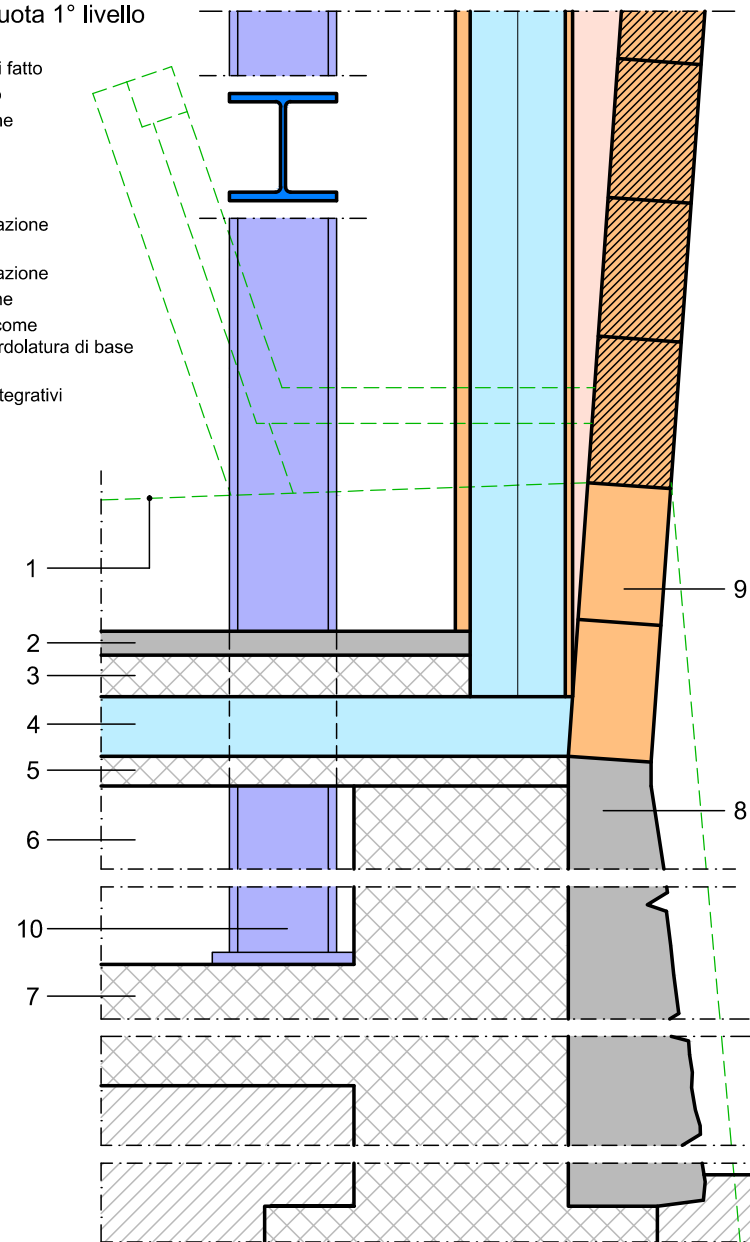 uota 1° livello
i fatto
ne
azione
azione
ne
come
rdolatura di base
tegrativi
1
2
3
4
5
6
7
8
9
10